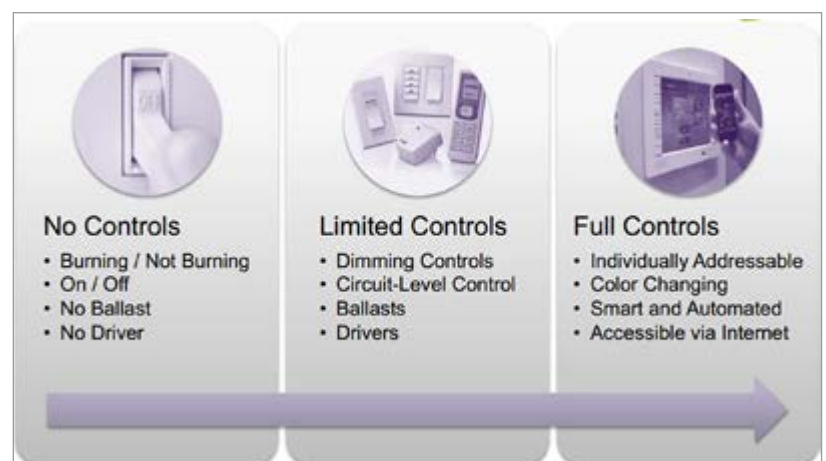 No Controls
• Burning / Not Burning
• On / Off
• No Ballast
• No Driver
Limited Controls
• Dimming Controls
• Circuit-Level Control
• Ballasts
• Drivers
Full Controls
• Individually Addressable
• Color Changing
• Smart and Automated
• Accessible via Internet